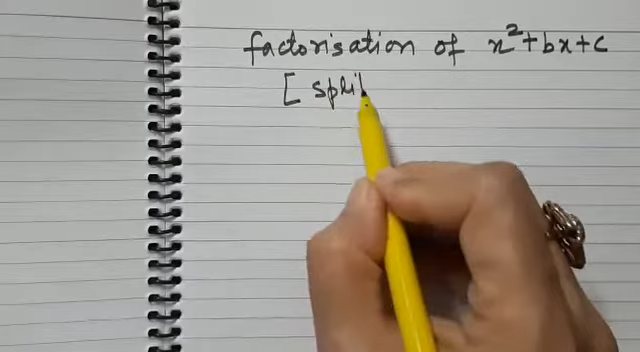 factorisation of x²+bx+c
[ spli